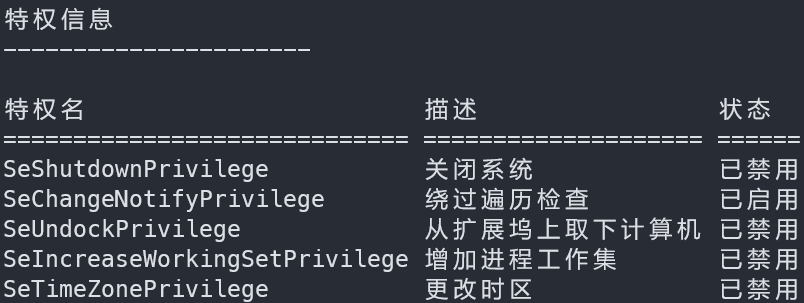 特权信息
----------------------
特权名 描述 状态
============================= ==================== ======
SeShutdownPrivilege 关闭系统 已禁用
SeChangeNotifyPrivilege 绕过遍历检查 已启用
SeUndockPrivilege 从扩展坞上取下计算机 已禁用
SeIncreaseWorkingSetPrivilege 增加进程工作集 已禁用
SeTimeZonePrivilege 更改时区 已禁用